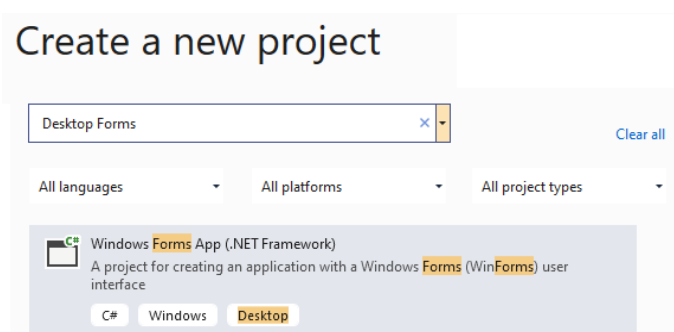 Create a new project
Desktop Forms
Clear all
All languages All platforms All project types
C#
Windows Forms App (.NET Framework)
A project for creating an application with a Windows Forms (WinForms) user
interface
C# Windows Desktop